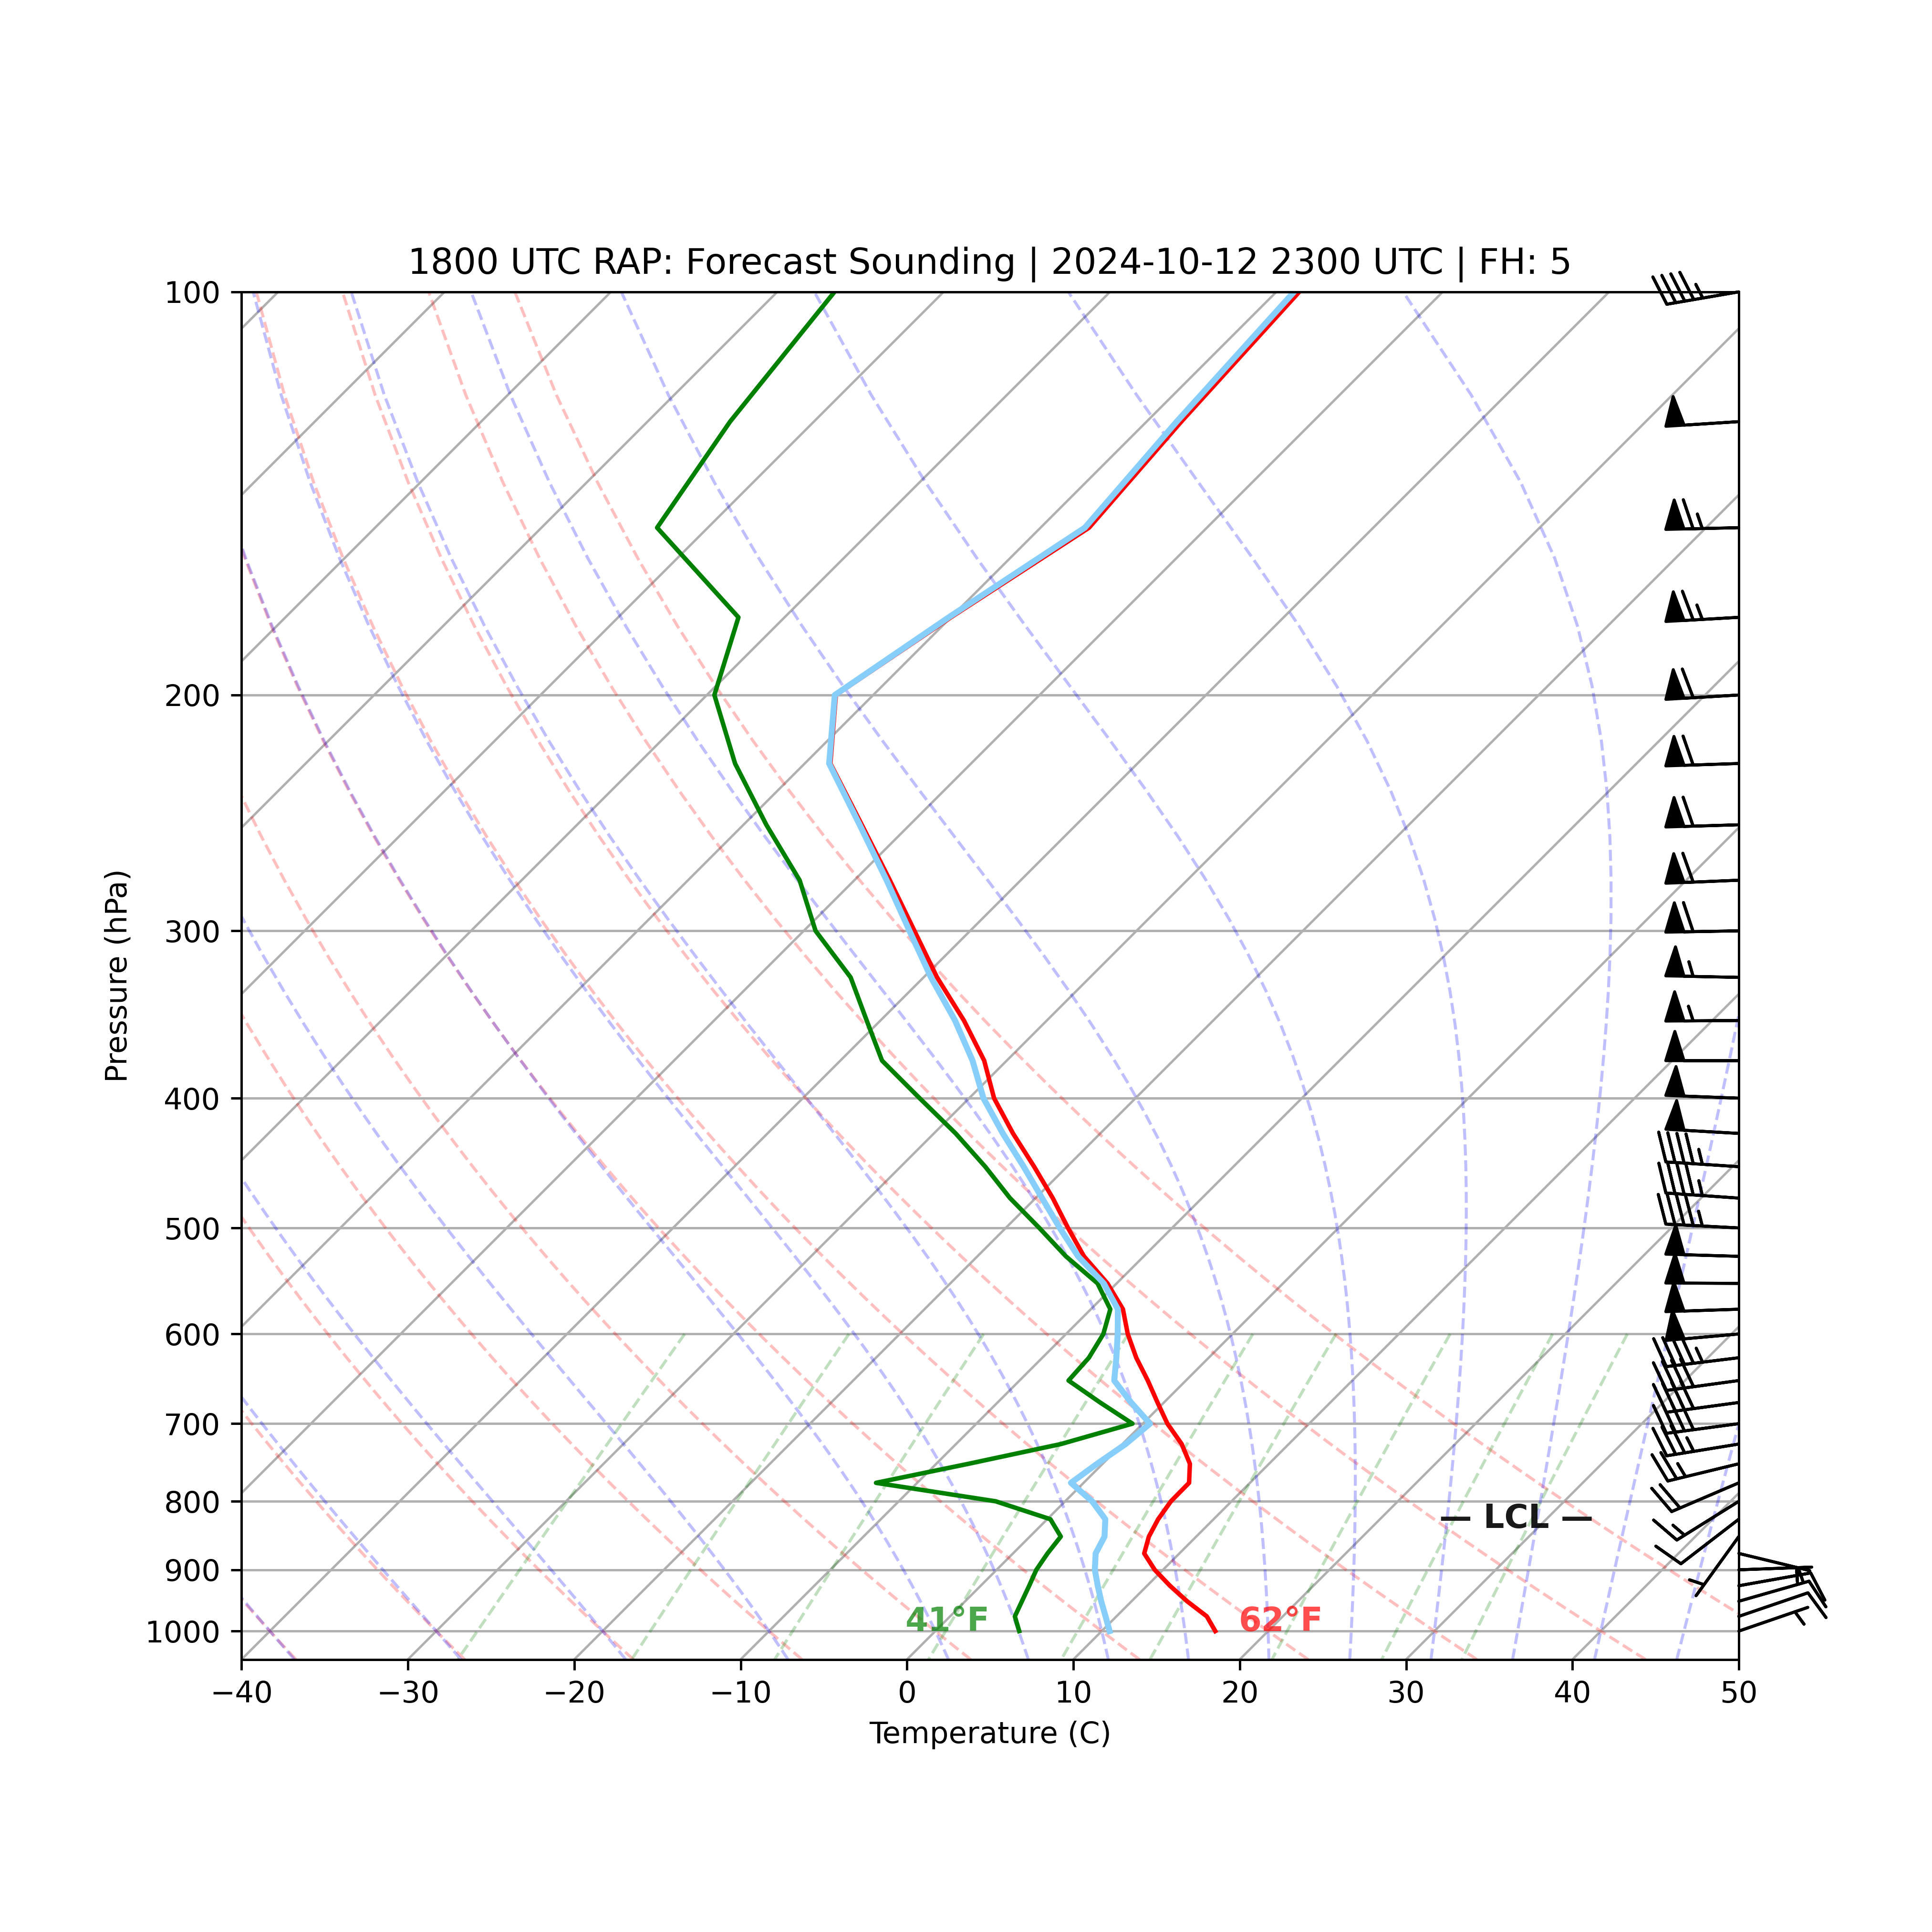 1800 UTC RAP: Forecast Sounding | 2024-10-12 2300 UTC | FH: 5
100
200
300
400
500
600
700
800
900
1000
Pressure (hPa)
— LCL —
41°F
62°F
−40 −30 −20 −10 0 10 20 30 40 50
Temperature (C)